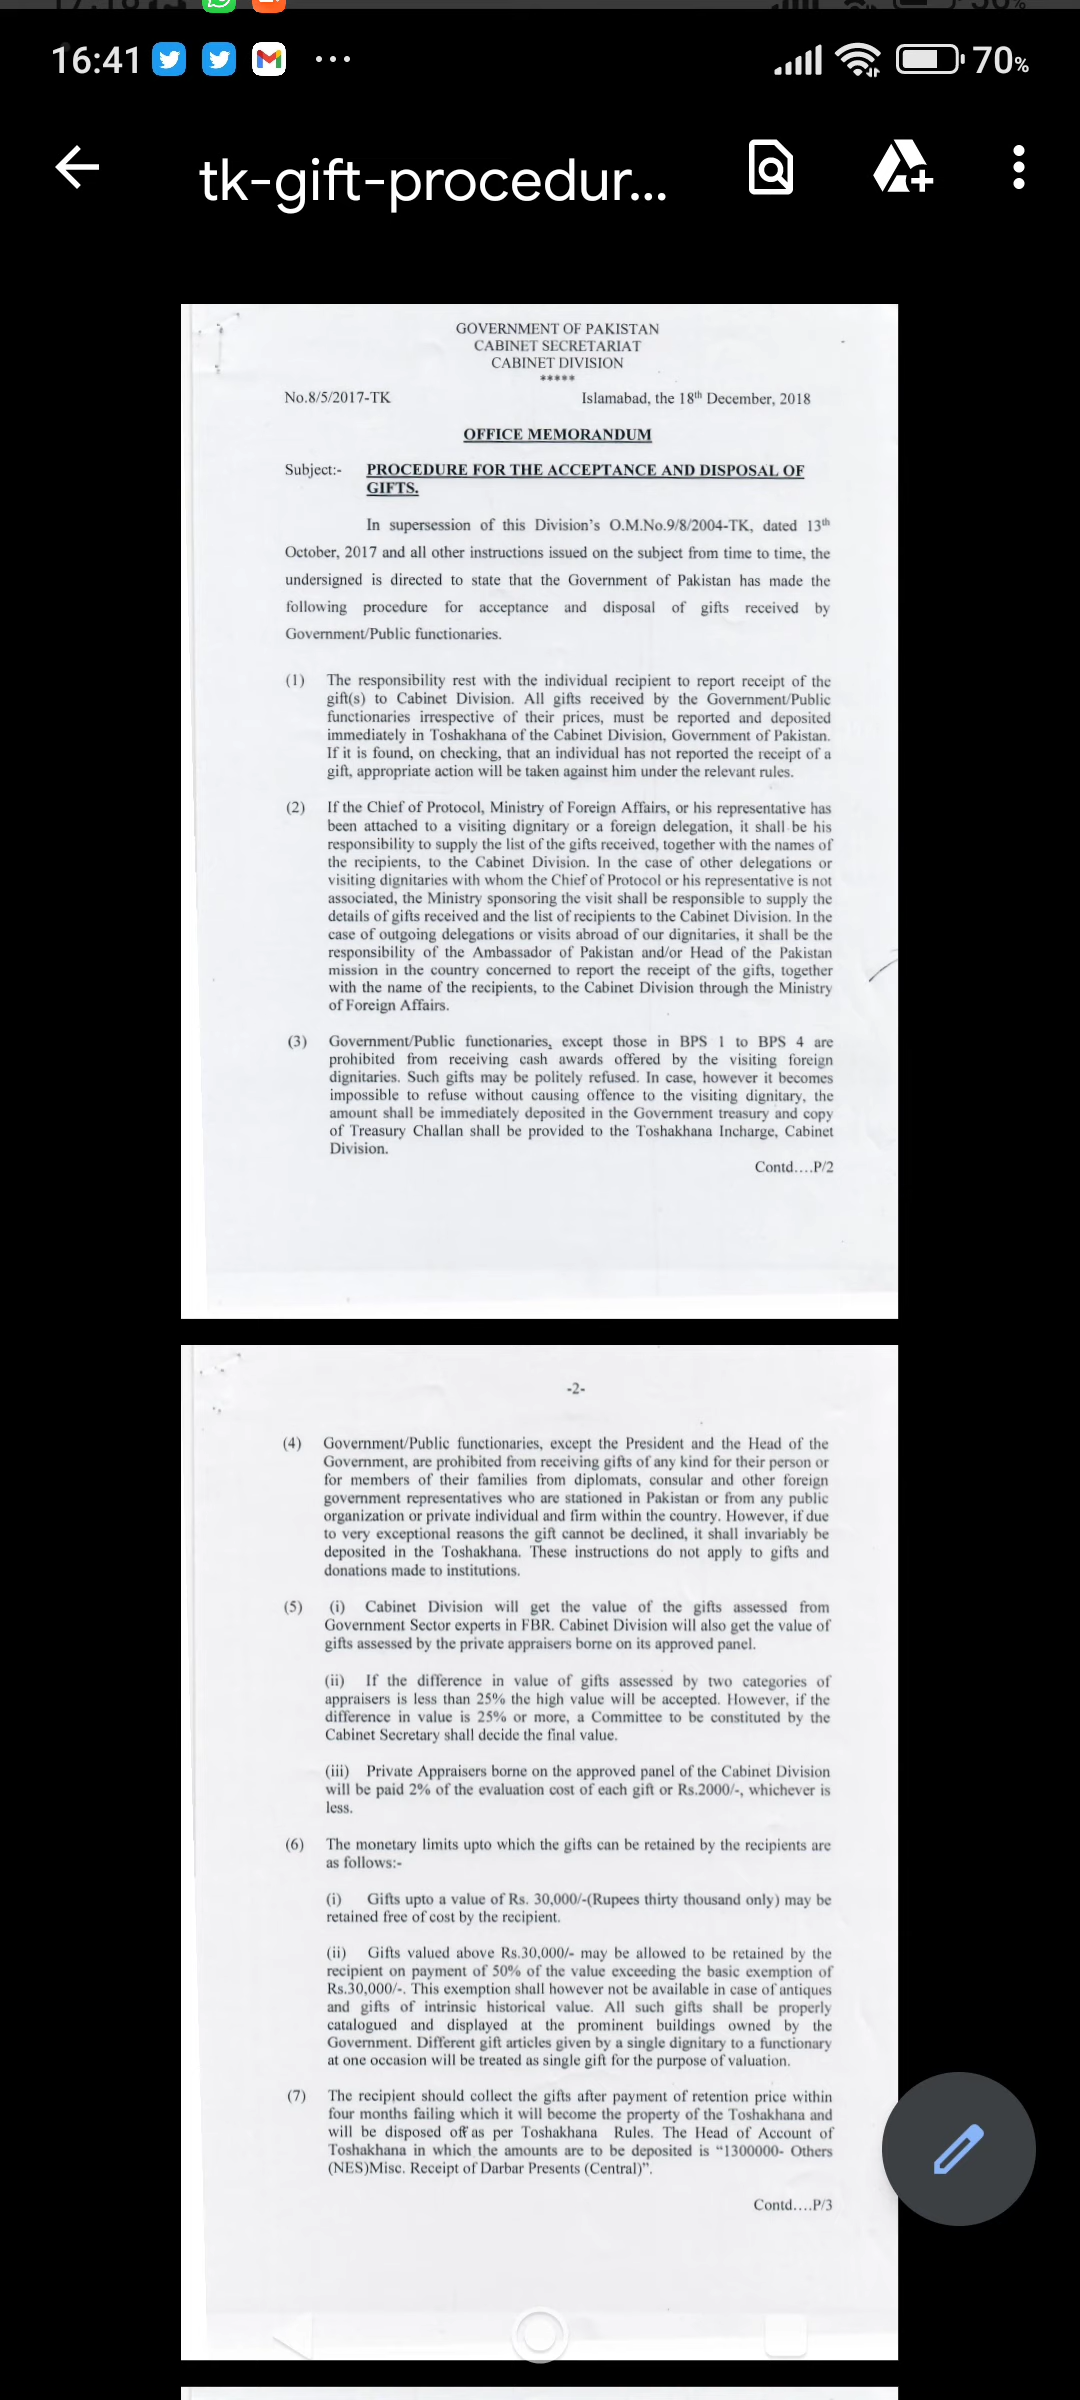 16:41 ... 70%
tk-gift-procedur...
GOVERNMENT OF PAKISTAN
CABINET SECRETARIAT
CABINET DIVISION
*****
No.8/5/2017-TK Islamabad, the 18th December, 2018
OFFICE MEMORANDUM
Subject:- PROCEDURE FOR THE ACCEPTANCE AND DISPOSAL OF
GIFTS.
In supersession of this Division's O.M.No.9/8/2004-TK, dated 13th
October, 2017 and all other instructions issued on the subject from time to time, the
undersigned is directed to state that the Government of Pakistan has made the
following procedure for acceptance and disposal of gifts received by
Government/Public functionaries.
(1) The responsibility rest with the individual recipient to report receipt of the
gift(s) to Cabinet Division. All gifts received by the Government/Public
functionaries irrespective of their prices, must be reported and deposited
immediately in Toshakhana of the Cabinet Division, Government of Pakistan.
If it is found, on checking, that an individual has not reported the receipt of a
gift, appropriate action will be taken against him under the relevant rules.
(2) If the Chief of Protocol, Ministry of Foreign Affairs, or his representative has
been attached to a visiting dignitary or a foreign delegation, it shall be his
responsibility to supply the list of the gifts received, together with the names of
the recipients, to the Cabinet Division. In the case of other delegations or
visiting dignitaries with whom the Chief of Protocol or his representative is not
associated, the Ministry sponsoring the visit shall be responsible to supply the
details of gifts received and the list of recipients to the Cabinet Division. In the
case of outgoing delegations or visits abroad of our dignitaries, it shall be the
responsibility of the Ambassador of Pakistan and/or Head of the Pakistan
mission in the country concerned to report the receipt of the gifts, together
with the name of the recipients, to the Cabinet Division through the Ministry
of Foreign Affairs.
(3) Government/Public functionaries, except those in BPS 1 to BPS 4 are
prohibited from receiving cash awards offered by the visiting foreign
dignitaries. Such gifts may be politely refused. In case, however it becomes
impossible to refuse without causing offence to the visiting dignitary, the
amount shall be immediately deposited in the Government treasury and copy
of Treasury Challan shall be provided to the Toshakhana Incharge, Cabinet
Division.
Contd....P/2
-2-
(4) Government/Public functionaries, except the President and the Head of the
Government, are prohibited from receiving gifts of any kind for their person or
for members of their families from diplomats, consular and other foreign
government representatives who are stationed in Pakistan or from any public
organization or private individual and firm within the country. However, if due
to very exceptional reasons the gift cannot be declined, it shall invariably be
deposited in the Toshakhana. These instructions do not apply to gifts and
donations made to institutions.
(5) (i) Cabinet Division will get the value of the gifts assessed from
Government Sector experts in FBR. Cabinet Division will also get the value of
gifts assessed by the private appraisers borne on its approved panel.
(ii) If the difference in value of gifts assessed by two categories of
appraisers is less than 25% the high value will be accepted. However, if the
difference in value is 25% or more, a Committee to be constituted by the
Cabinet Secretary shall decide the final value.
(iii) Private Appraisers borne on the approved panel of the Cabinet Division
will be paid 2% of the evaluation cost of each gift or Rs.2000/-, whichever is
less.
(6) The monetary limits upto which the gifts can be retained by the recipients are
as follows:-
(i) Gifts upto a value of Rs. 30,000/-(Rupees thirty thousand only) may be
retained free of cost by the recipient.
(ii) Gifts valued above Rs.30,000/- may be allowed to be retained by the
recipient on payment of 50% of the value exceeding the basic exemption of
Rs.30,000/-. This exemption shall however not be available in case of antiques
and gifts of intrinsic historical value. All such gifts shall be properly
catalogued and displayed at the prominent buildings owned by the
Government. Different gift articles given by a single dignitary to a functionary
at one occasion will be treated as single gift for the purpose of valuation.
(7) The recipient should collect the gifts after payment of retention price within
four months failing which it will become the property of the Toshakhana and
will be disposed off as per Toshakhana Rules. The Head of Account of
Toshakhana in which the amounts are to be deposited is "1300000- Others
(NES)Misc. Receipt of Darbar Presents (Central)".
Contd....P/3